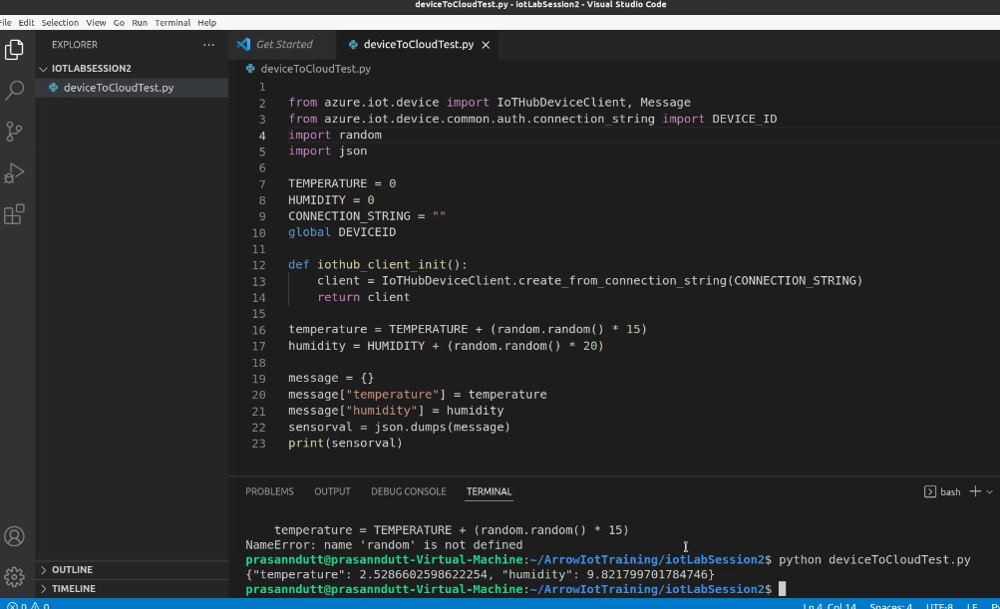 deviceToCloudTest.py - iotLabSession2 - Visual Studio Code
File Edit Selection View Go Run Terminal Help
EXPLORER ···
Get Started deviceToCloudTest.py
IOTLABSESSION2
deviceToCloudTest.py
deviceToCloudTest.py
1
2 from azure.iot.device import IoTHubDeviceClient, Message
3 from azure.iot.device.common.auth.connection_string import DEVICE_ID
4 import random
5 import json
6
7 TEMPERATURE = 0
8 HUMIDITY = 0
9 CONNECTION_STRING = ""
10 global DEVICEID
11
12 def iothub_client_init():
13     client = IoTHubDeviceClient.create_from_connection_string(CONNECTION_STRING)
14     return client
15
16 temperature = TEMPERATURE + (random.random() * 15)
17 humidity = HUMIDITY + (random.random() * 20)
18
19 message = {}
20 message["temperature"] = temperature
21 message["humidity"] = humidity
22 sensorval = json.dumps(message)
23 print(sensorval)
PROBLEMS OUTPUT DEBUG CONSOLE TERMINAL bash
temperature = TEMPERATURE + (random.random() * 15)
NameError: name 'random' is not defined
prasanndutt@prasanndutt-Virtual-Machine:~/ArrowIotTraining/iotLabSession2$ python deviceToCloudTest.py
{"temperature": 2.5286602598622254, "humidity": 9.821799701784746}
prasanndutt@prasanndutt-Virtual-Machine:~/ArrowIotTraining/iotLabSession2$
OUTLINE
TIMELINE
0 0 Ln 4, Col 14 Spaces: 4 UTF-8 LF